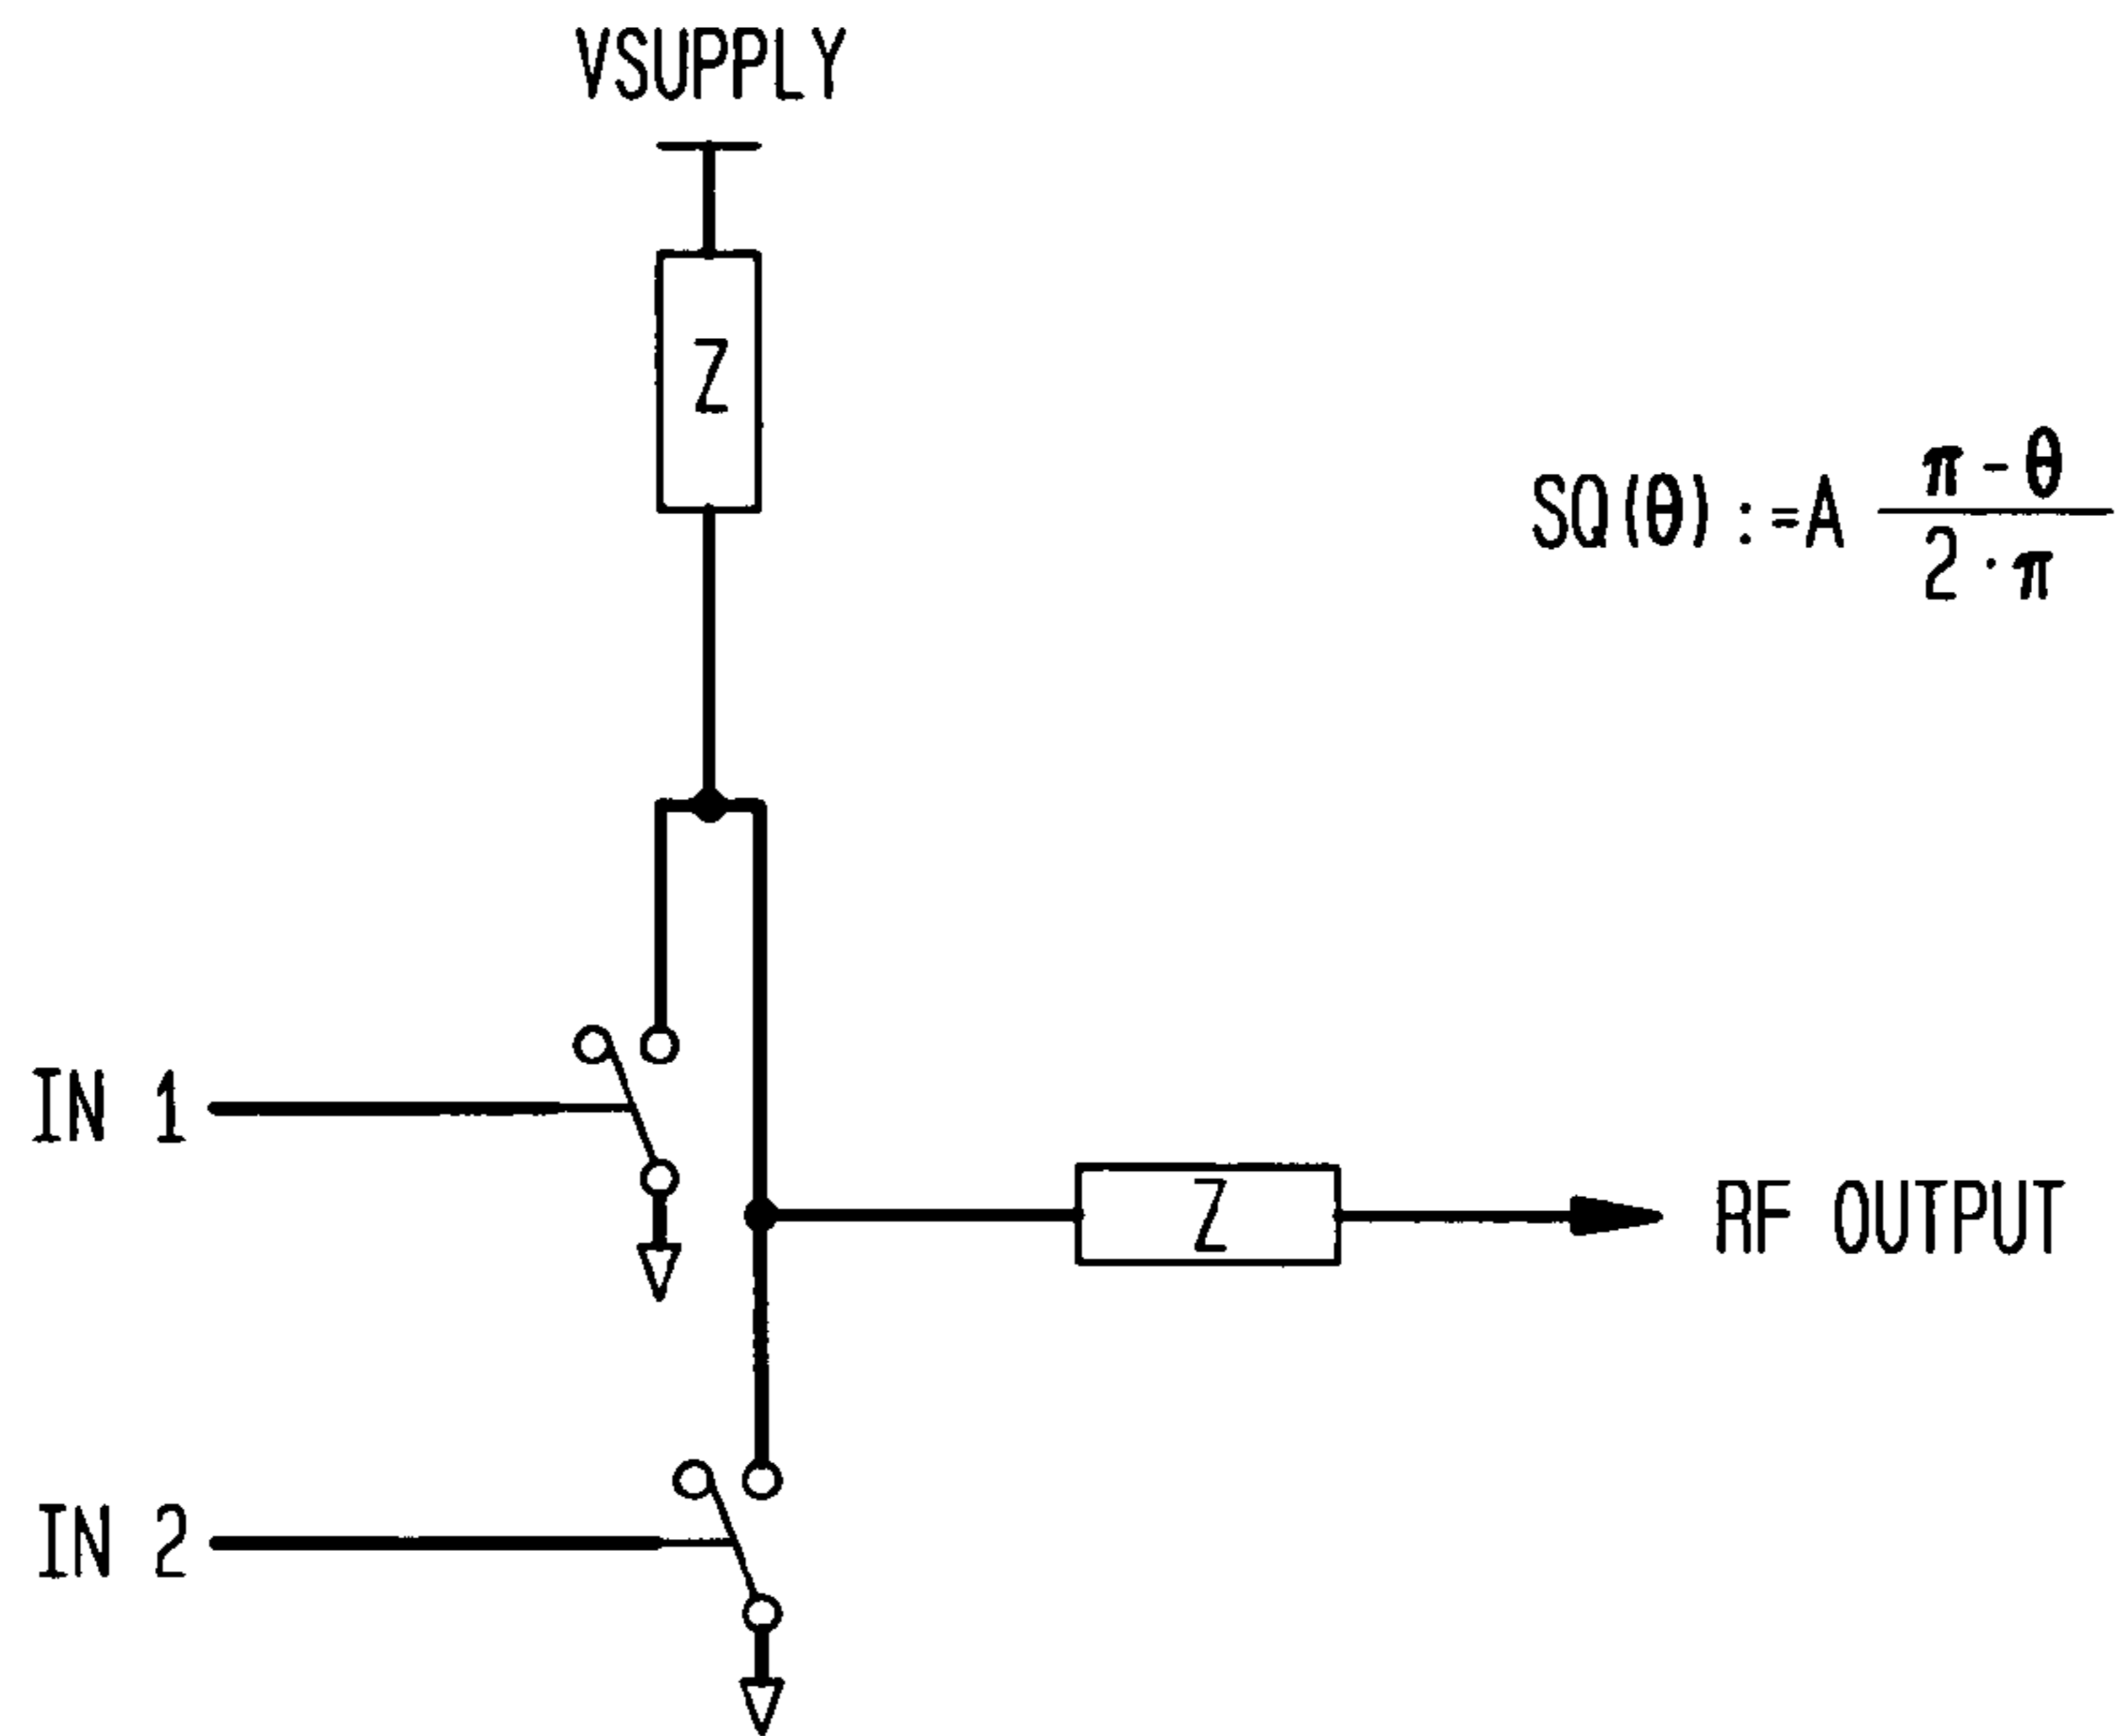 VSUPPLY
Z
SQ(θ):=A (π-θ)/(2·π)
IN 1
Z
RF OUTPUT
IN 2